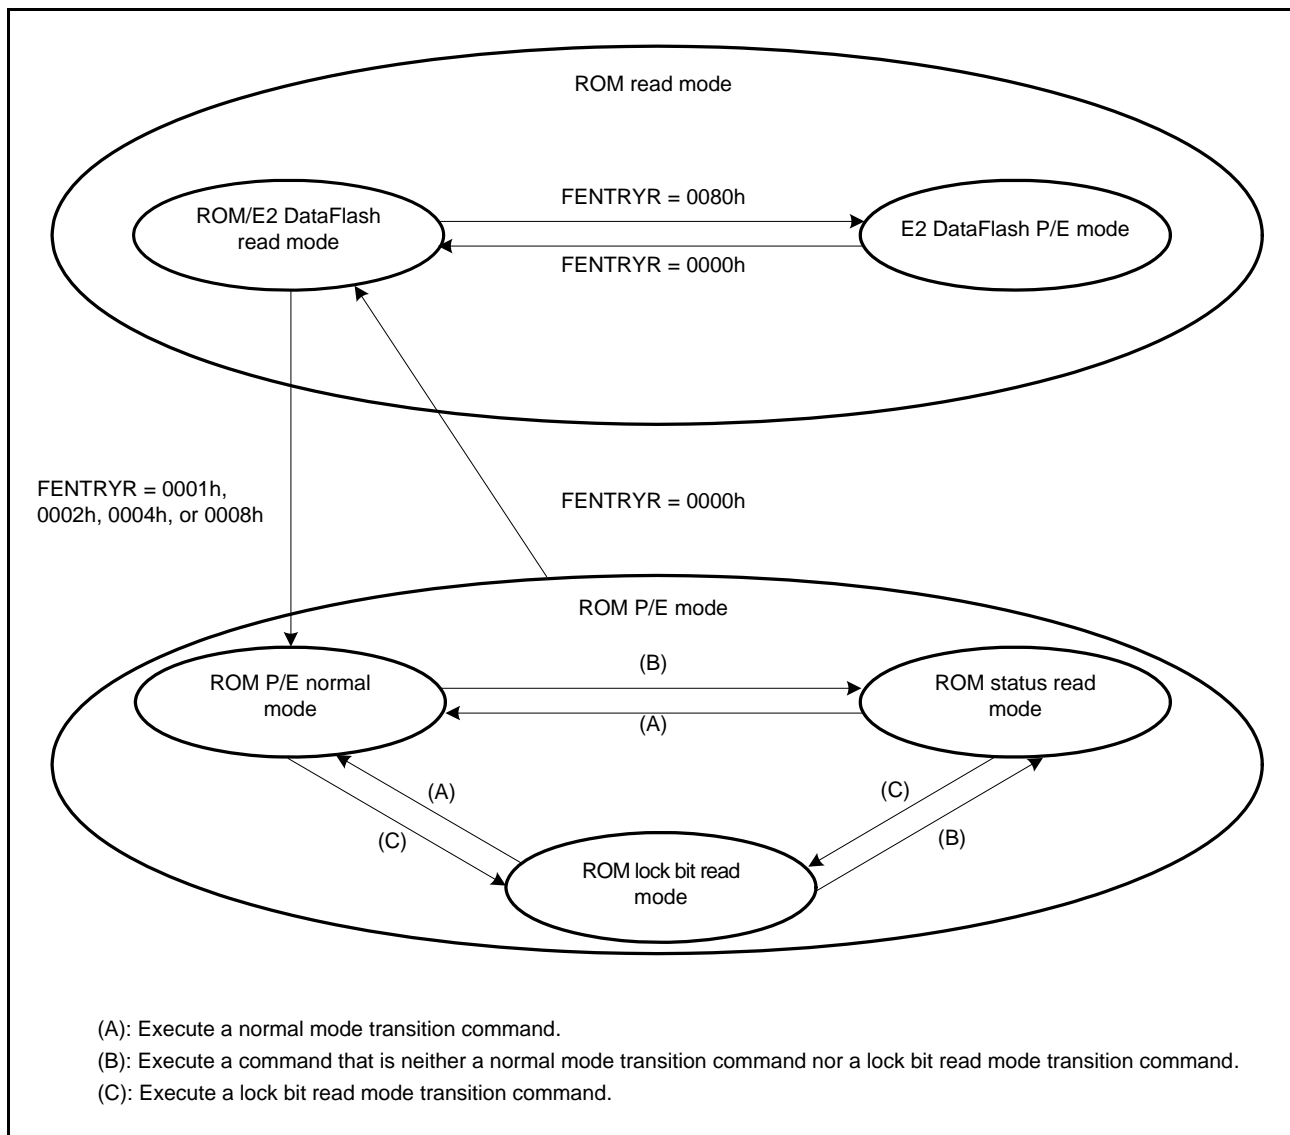 ROM read mode
ROM/E2 DataFlash
read mode
FENTRYR = 0080h
E2 DataFlash P/E mode
FENTRYR = 0000h
FENTRYR = 0001h,
0002h, 0004h, or 0008h
FENTRYR = 0000h
ROM P/E mode
ROM P/E normal
mode
(B)
ROM status read
mode
(A)
(A)
(C)
(C)
(B)
ROM lock bit read
mode
(A): Execute a normal mode transition command.
(B): Execute a command that is neither a normal mode transition command nor a lock bit read mode transition command.
(C): Execute a lock bit read mode transition command.